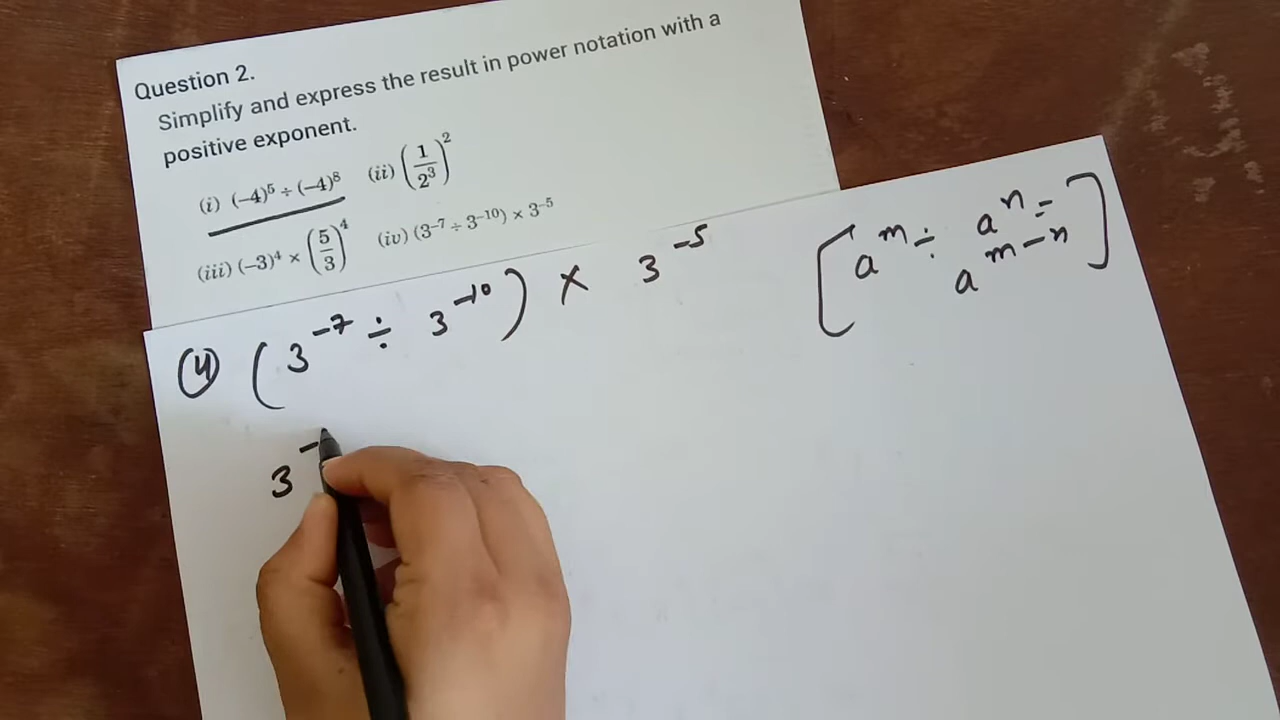 Question 2.
Simplify and express the result in power notation with a
positive exponent.
(i) (−4)⁵ ÷ (−4)⁸ (ii) (1/2³)²
(iii) (−3)⁴ × (5/3)⁴ (iv) (3⁻⁷ ÷ 3⁻¹⁰) × 3⁻⁵
(4) (3⁻⁷ ÷ 3⁻¹⁰) × 3⁻⁵
[aᵐ ÷ aⁿ =
aᵐ⁻ⁿ]
3⁻